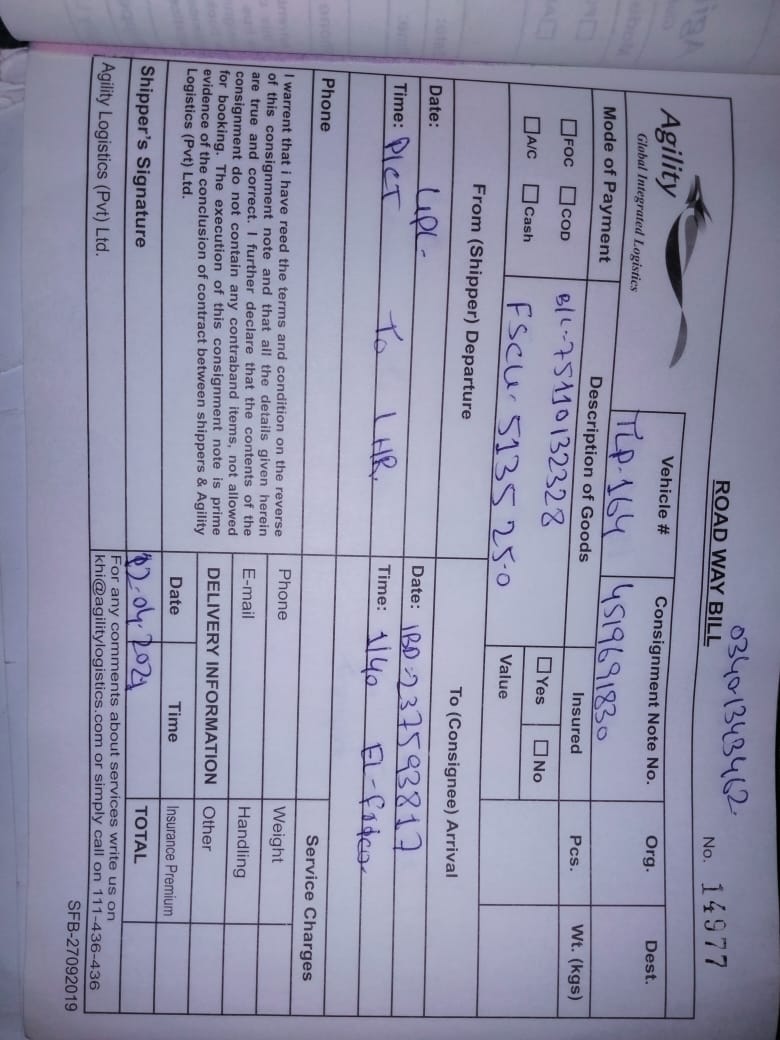 03401343462
ROAD WAY BILL
No. 14977
Agility
Global Integrated Logistics
Vehicle #
TLP-164
Consignment Note No.
4519691830
Org.
Dest.
Mode of Payment
FOC COD
A/C Cash
Description of Goods
B/L-75110132328
FSCU-5135250
Insured
Yes No
Value
Pcs.
Wt. (kgs)
From (Shipper) Departure
To (Consignee) Arrival
Date: UPL-
Date: IBD-237593817
Time: PICT To LHR.
Time: 1/40
Phone
Service Charges
I warrent that i have reed the terms and condition on the reverse
of this consignment note and that all the details given herein
are true and correct. I further declare that the contents of the
consignment do not contain any contraband items, not allowed
for booking. The execution of this consignment note is prime
evidence of the conclusion of contract between shippers & Agility
Logistics (Pvt) Ltd.
Phone
Weight
E-mail
Handling
DELIVERY INFORMATION
Other
Date
Time
Insurance Premium
Shipper's Signature
12-04-2021
TOTAL
Agility Logistics (Pvt) Ltd.
For any comments about services write us on
khi@agilitylogistics.com or simply call on 111-436-436
SFB-27092019